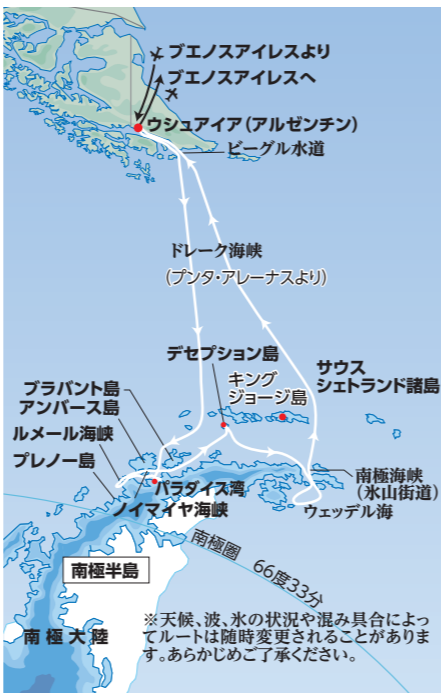 ブエノスアイレスより
ブエノスアイレスへ
ウシュアイア(アルゼンチン)
ビーグル水道
ドレーク海峡
(プンタ・アレーナスより)
デセプション島
キング
ジョージ島
サウス
シェトランド諸島
ブラバント島
アンバース島
ルメール海峡
プレノー島
パラダイス湾
ノイマイヤ海峡
南極海峡
(氷山街道)
ウェッデル海
南極圏 66度33分
南極半島
南極大陸
※天候、波、氷の状況や混み具合によっ
てルートは随時変更されることがありま
す。あらかじめご了承ください。